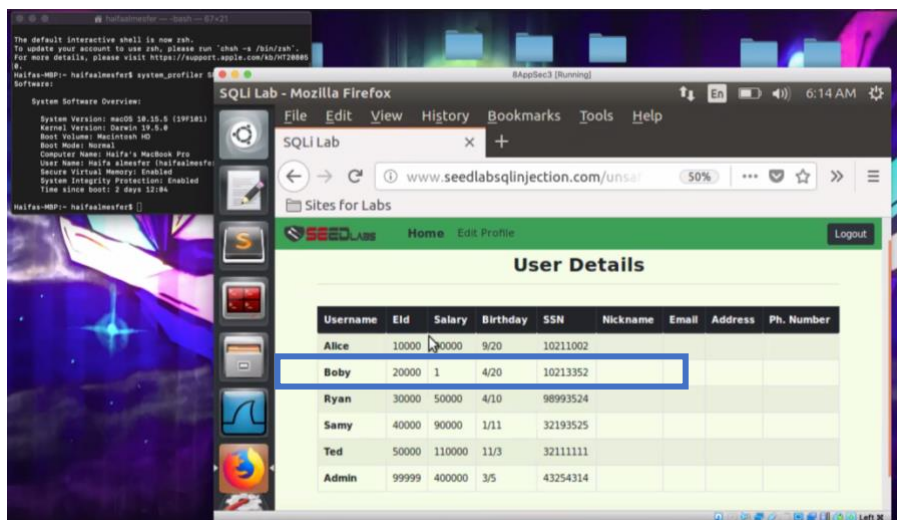 haifaalmesfer — -bash — 67×21
The default interactive shell is now zsh.
To update your account to use zsh, please run `chsh -s /bin/zsh`.
For more details, please visit https://support.apple.com/kb/HT20805
0.
Haifas-MBP:~ haifaalmesfer$ system_profiler
Software:
System Software Overview:
System Version: macOS 10.15.5 (19F101)
Kernel Version: Darwin 19.5.0
Boot Volume: Macintosh HD
Boot Mode: Normal
Computer Name: Haifa's MacBook Pro
User Name: Haifa almesfer
Secure Virtual Memory: Enabled
System Integrity Protection: Enabled
Time since boot: 2 days 12:04
Haifas-MBP:~ haifaalmesfer$
8AppSec3 [Running]
SQLi Lab - Mozilla Firefox En 6:14 AM
File Edit View History Bookmarks Tools Help
SQLi Lab
www.seedlabsqlinjection.com/unsaf 50%
Sites for Labs
SEEDLABS Home Edit Profile Logout
User Details
Username EId Salary Birthday SSN Nickname Email Address Ph. Number
Alice 10000 9/20 10211002
Boby 20000 1 4/20 10213352
Ryan 30000 50000 4/10 98993524
Samy 40000 90000 1/11 32193525
Ted 50000 110000 11/3 32111111
Admin 99999 400000 3/5 43254314
Left ⌘